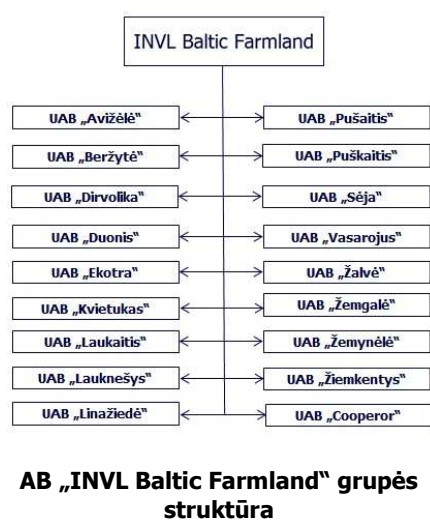 INVL Baltic Farmland
UAB „Avižėlė“
UAB „Pušaitis“
UAB „Beržytė“
UAB „Puškaitis“
UAB „Dirvolika“
UAB „Sėja“
UAB „Duonis“
UAB „Vasarojus“
UAB „Ekotra“
UAB „Žalvė“
UAB „Kvietukas“
UAB „Žemgalė“
UAB „Laukaitis“
UAB „Žemynėlė“
UAB „Lauknešys“
UAB „Žiemkentys“
UAB „Linažiedė“
UAB „Cooperor“
AB „INVL Baltic Farmland“ grupės
struktūra